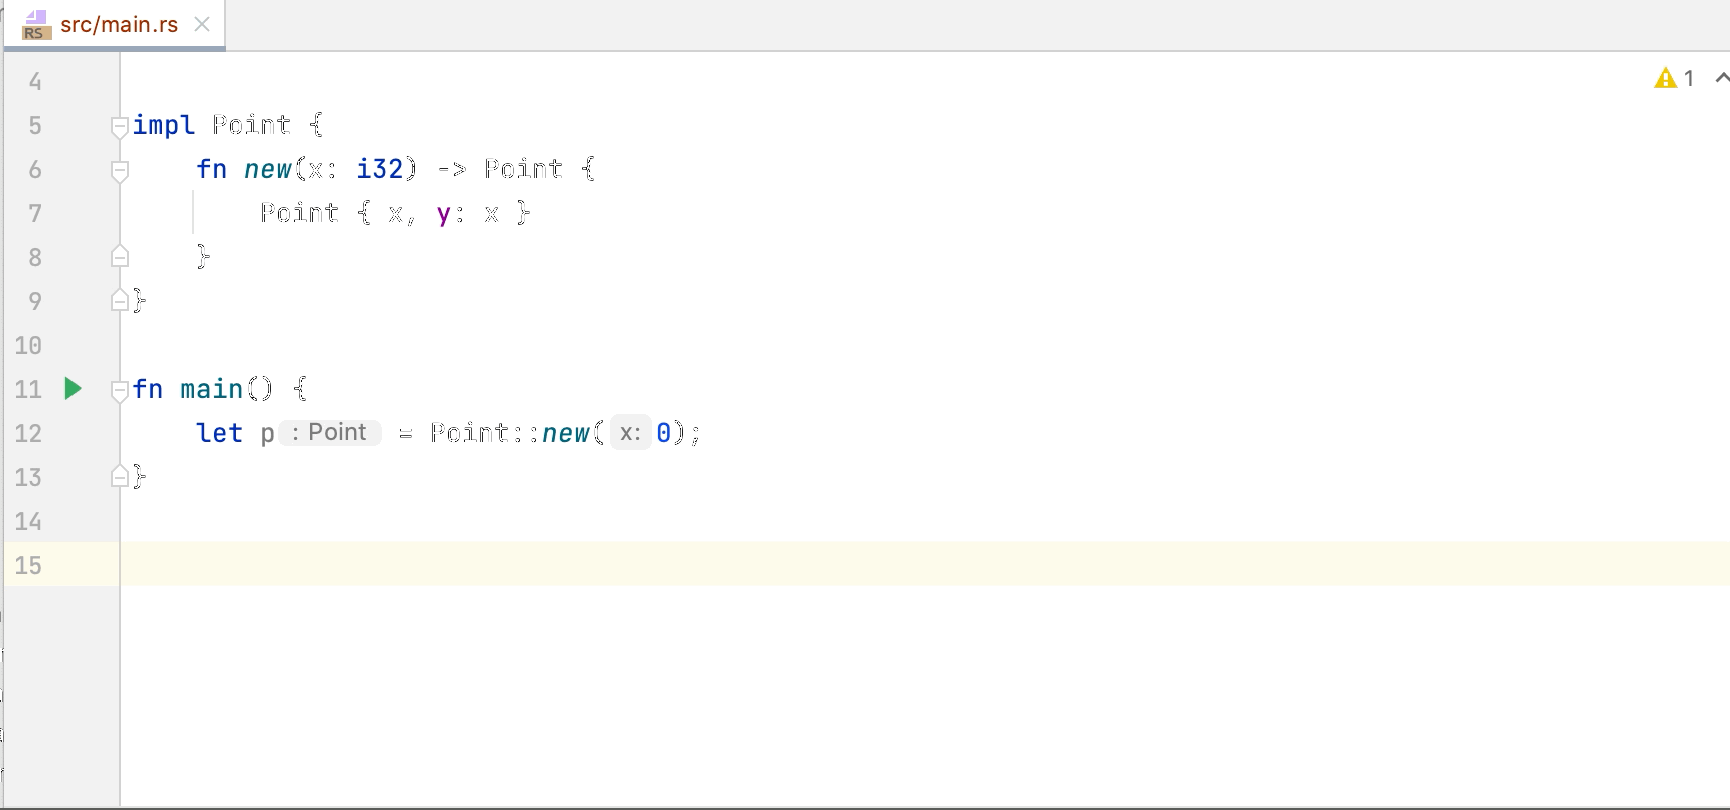 RS src/main.rs
1
4
5 impl Point {
6 fn new(x: i32) -> Point {
7 Point { x, y: x }
8 }
9 }
10
11 fn main() {
12 let p : Point = Point::new( x: 0);
13 }
14
15